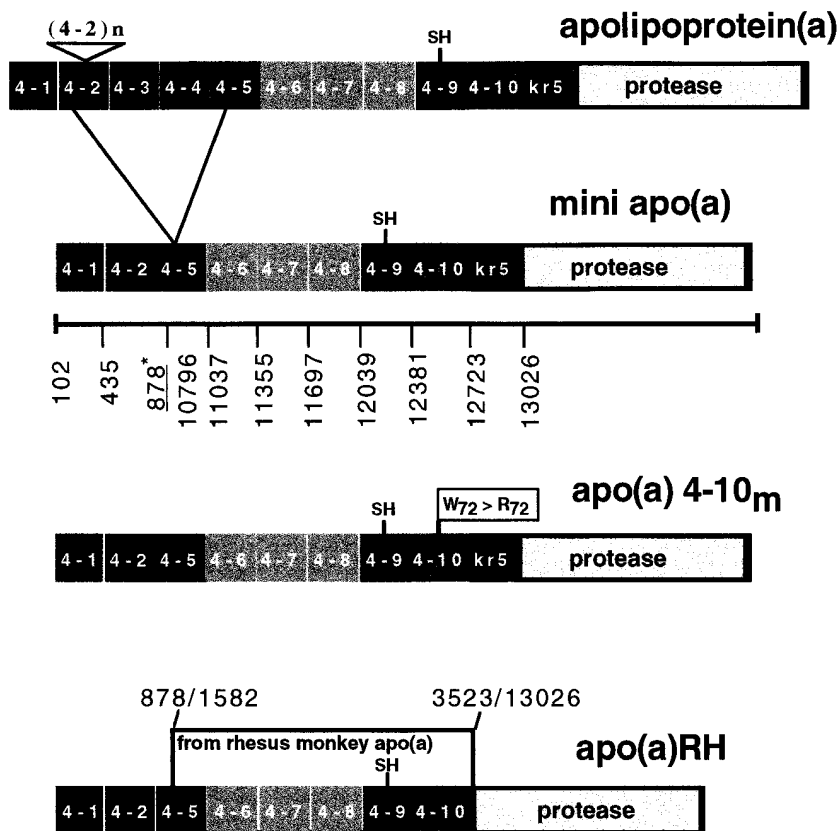 (4-2)n
apolipoprotein(a)
SH
4-1 4-2 4-3 4-4 4-5 4-6 4-7 4-8 4-9 4-10 kr5 protease
mini apo(a)
SH
4-1 4-2 4-5 4-6 4-7 4-8 4-9 4-10 kr5 protease
102 435 878* 10796 11037 11355 11697 12039 12381 12723 13026
apo(a) 4-10m
SH
W72 > R72
4-1 4-2 4-5 4-6 4-7 4-8 4-9 4-10 kr5 protease
878/1582 3523/13026
from rhesus monkey apo(a)
apo(a)RH
SH
4-1 4-2 4-5 4-6 4-7 4-8 4-9 4-10 protease